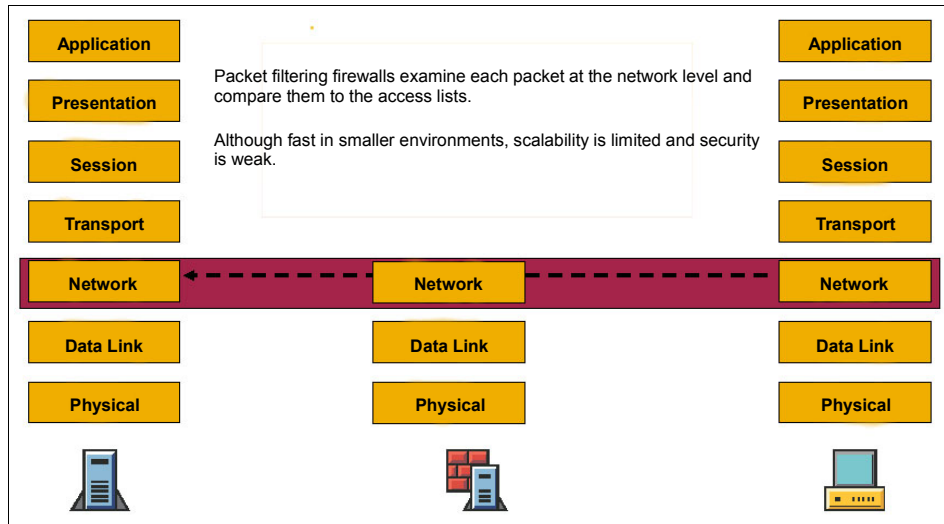 Application
Presentation
Session
Transport
Network
Data Link
Physical
Packet filtering firewalls examine each packet at the network level and
compare them to the access lists.
Although fast in smaller environments, scalability is limited and security
is weak.
Network
Data Link
Physical
Application
Presentation
Session
Transport
Network
Data Link
Physical